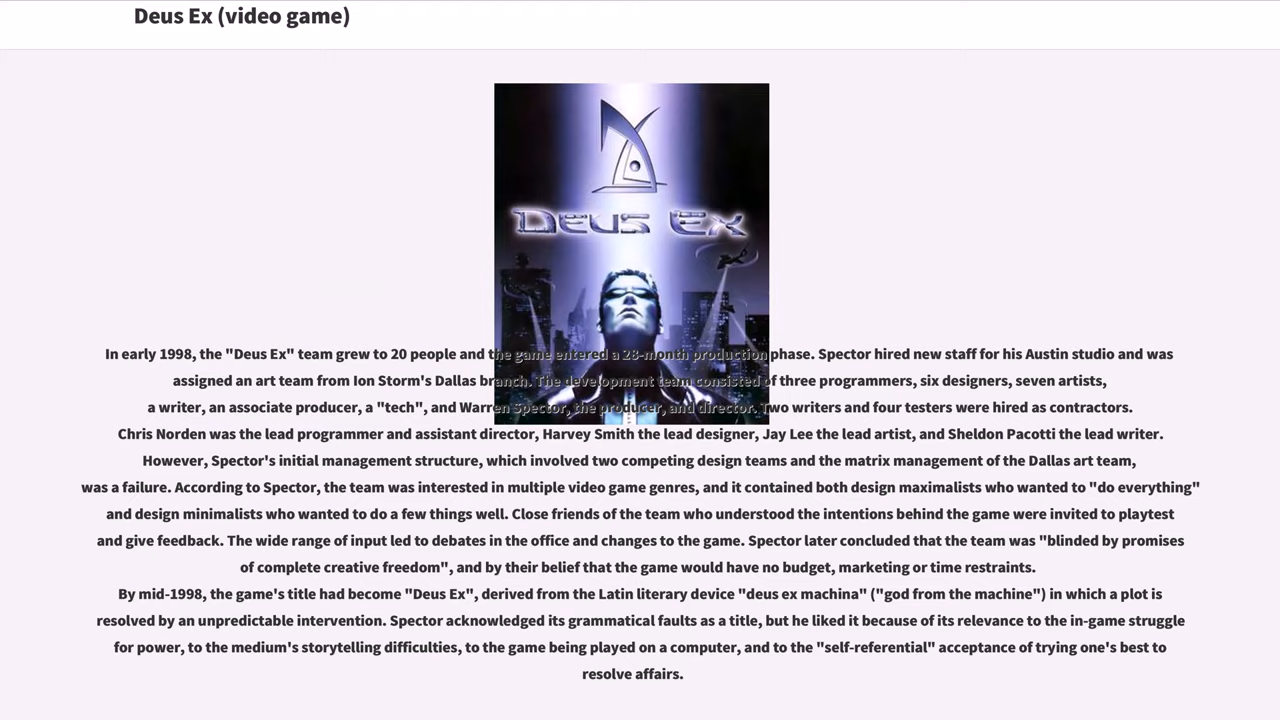 Deus Ex (video game)
DEUS EX
In early 1998, the "Deus Ex" team grew to 20 people and the game entered a 28-month production phase. Spector hired new staff for his Austin studio and was
assigned an art team from Ion Storm's Dallas branch. The development team consisted of three programmers, six designers, seven artists,
a writer, an associate producer, a "tech", and Warren Spector, the producer, and director. Two writers and four testers were hired as contractors.
Chris Norden was the lead programmer and assistant director, Harvey Smith the lead designer, Jay Lee the lead artist, and Sheldon Pacotti the lead writer.
However, Spector's initial management structure, which involved two competing design teams and the matrix management of the Dallas art team,
was a failure. According to Spector, the team was interested in multiple video game genres, and it contained both design maximalists who wanted to "do everything"
and design minimalists who wanted to do a few things well. Close friends of the team who understood the intentions behind the game were invited to playtest
and give feedback. The wide range of input led to debates in the office and changes to the game. Spector later concluded that the team was "blinded by promises
of complete creative freedom", and by their belief that the game would have no budget, marketing or time restraints.
By mid-1998, the game's title had become "Deus Ex", derived from the Latin literary device "deus ex machina" ("god from the machine") in which a plot is
resolved by an unpredictable intervention. Spector acknowledged its grammatical faults as a title, but he liked it because of its relevance to the in-game struggle
for power, to the medium's storytelling difficulties, to the game being played on a computer, and to the "self-referential" acceptance of trying one's best to
resolve affairs.